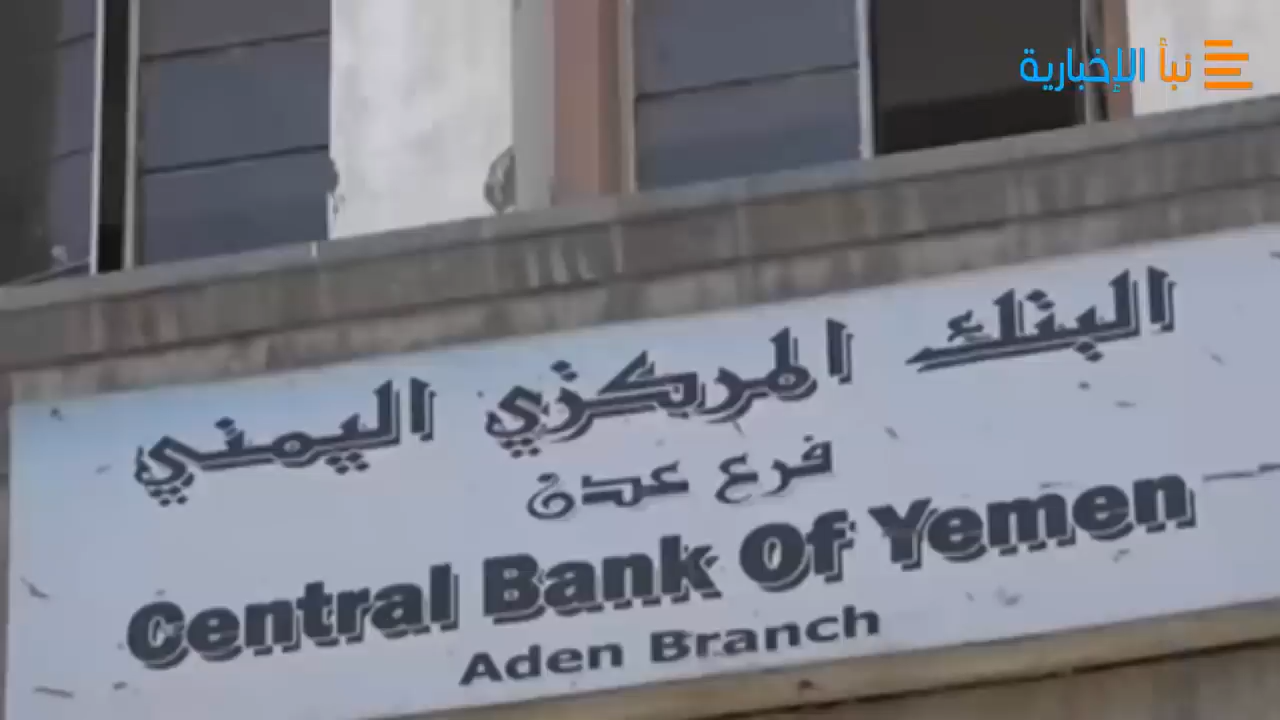 نبأ الإخبارية
البنك المركزي اليمني
فرع عدن
Central Bank Of Yemen
Aden Branch